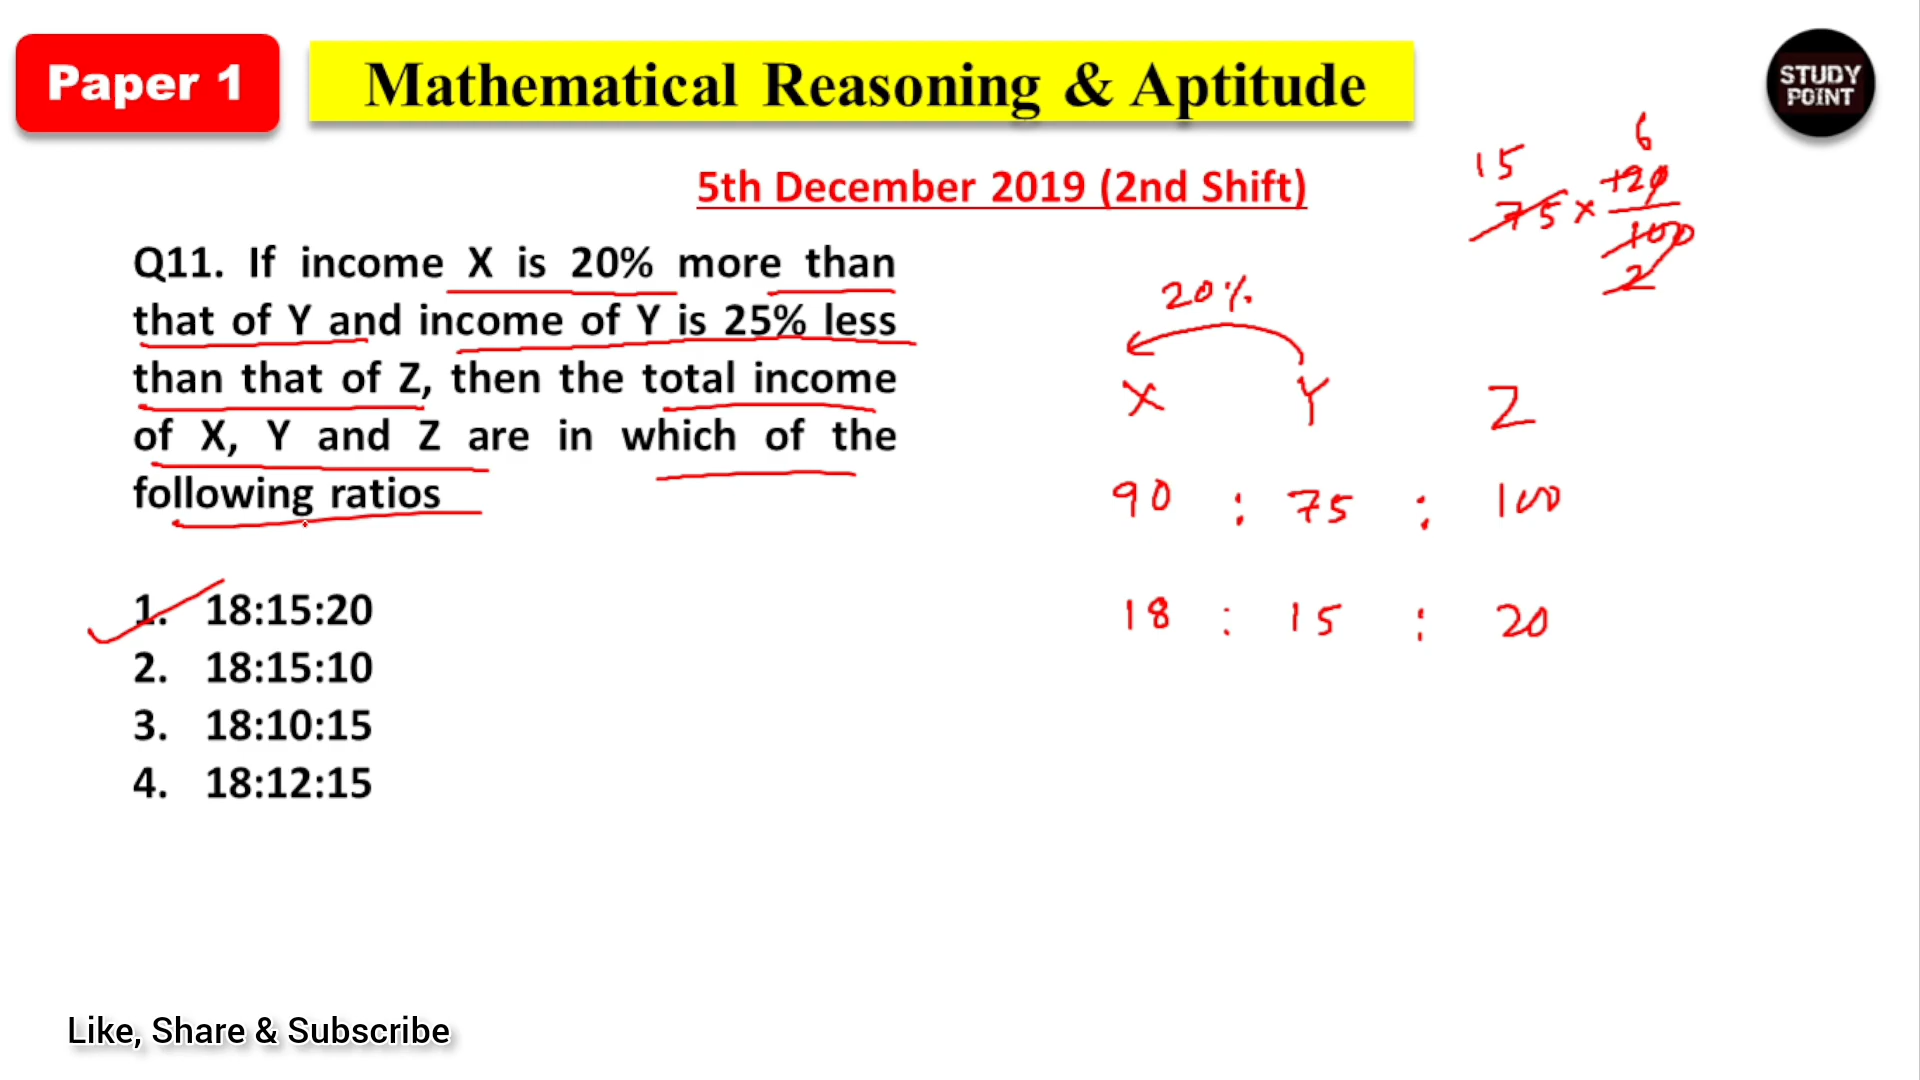 Paper 1
Mathematical Reasoning & Aptitude
STUDY
POINT
5th December 2019 (2nd Shift)
Q11. If income X is 20% more than
that of Y and income of Y is 25% less
than that of Z, then the total income
of X, Y and Z are in which of the
following ratios
1. 18:15:20
2. 18:15:10
3. 18:10:15
4. 18:12:15
15 6
75 × 120
100
2
20%
X Y Z
90 : 75 : 100
18 : 15 : 20
Like, Share & Subscribe